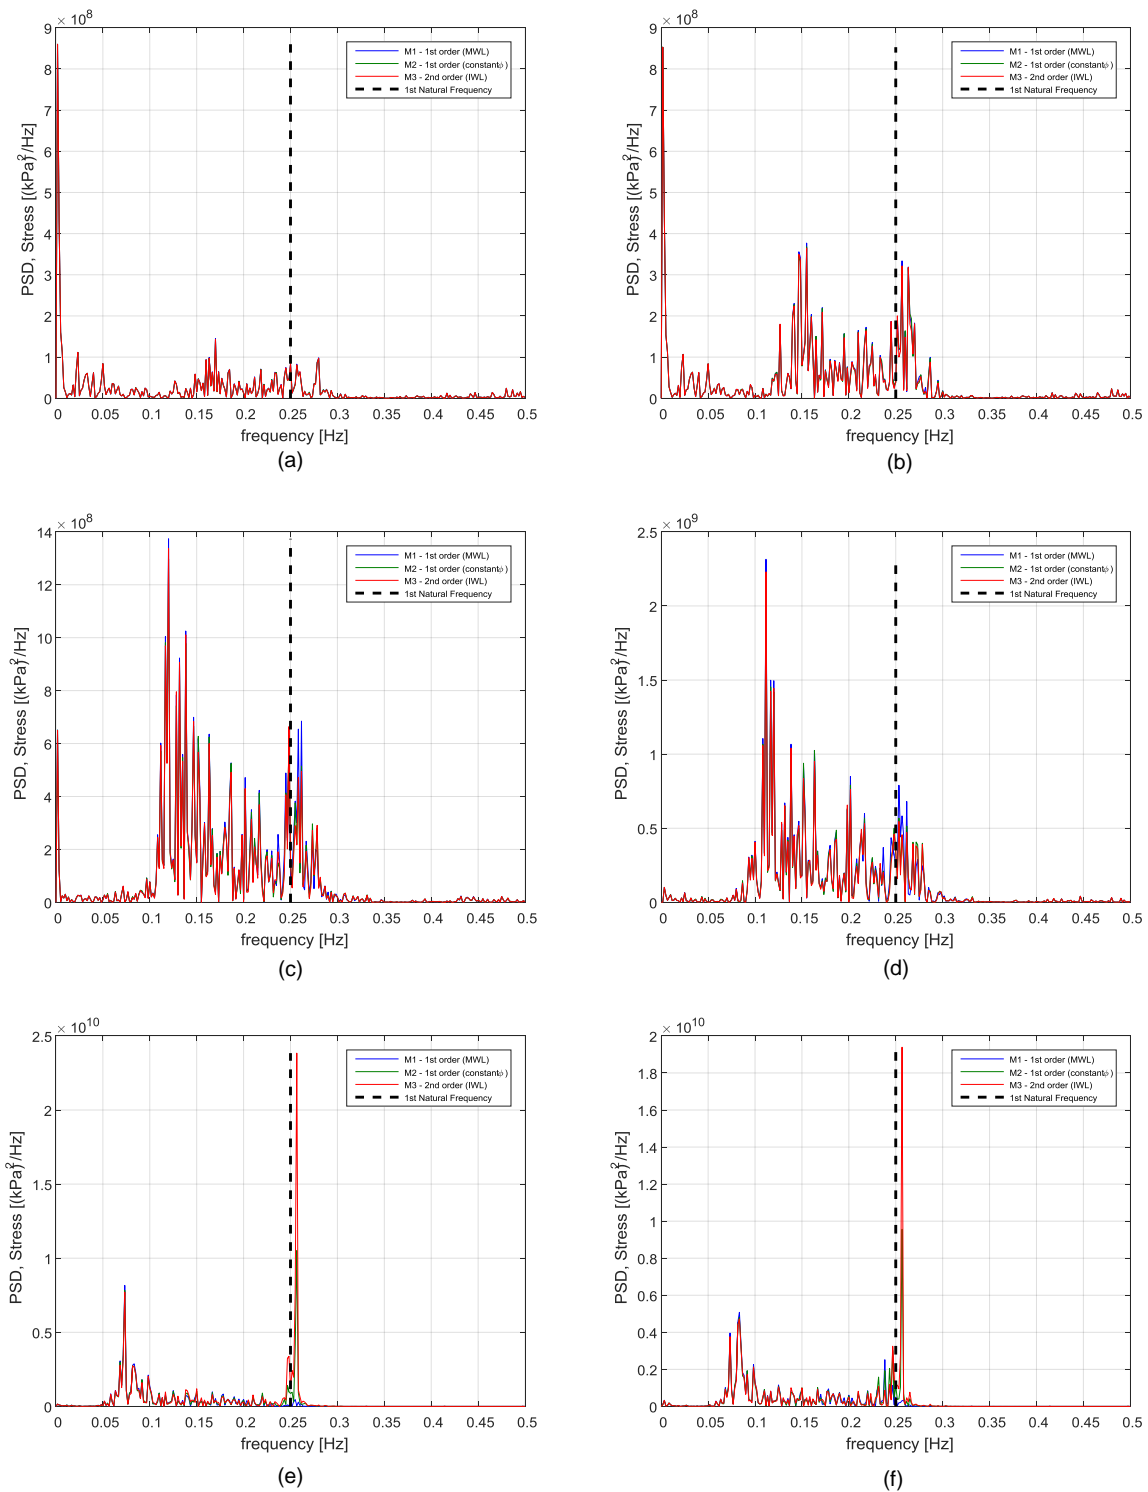 × 10^8
PSD, Stress [(kPa)^2/Hz]
9
8
7
6
5
4
3
2
1
0
M1 - 1st order (MWL)
M2 - 1st order (constantϕ)
M3 - 2nd order (IWL)
1st Natural Frequency
0 0.05 0.1 0.15 0.2 0.25 0.3 0.35 0.4 0.45 0.5
frequency [Hz]
(a)
× 10^8
PSD, Stress [(kPa)^2/Hz]
9
8
7
6
5
4
3
2
1
0
M1 - 1st order (MWL)
M2 - 1st order (constantϕ)
M3 - 2nd order (IWL)
1st Natural Frequency
0 0.05 0.1 0.15 0.2 0.25 0.3 0.35 0.4 0.45 0.5
frequency [Hz]
(b)
× 10^8
PSD, Stress [(kPa)^2/Hz]
14
12
10
8
6
4
2
0
M1 - 1st order (MWL)
M2 - 1st order (constantϕ)
M3 - 2nd order (IWL)
1st Natural Frequency
0 0.05 0.1 0.15 0.2 0.25 0.3 0.35 0.4 0.45 0.5
frequency [Hz]
(c)
× 10^9
PSD, Stress [(kPa)^2/Hz]
2.5
2
1.5
1
0.5
0
M1 - 1st order (MWL)
M2 - 1st order (constantϕ)
M3 - 2nd order (IWL)
1st Natural Frequency
0 0.05 0.1 0.15 0.2 0.25 0.3 0.35 0.4 0.45 0.5
frequency [Hz]
(d)
× 10^10
PSD, Stress [(kPa)^2/Hz]
2.5
2
1.5
1
0.5
0
M1 - 1st order (MWL)
M2 - 1st order (constantϕ)
M3 - 2nd order (IWL)
1st Natural Frequency
0 0.05 0.1 0.15 0.2 0.25 0.3 0.35 0.4 0.45 0.5
frequency [Hz]
(e)
× 10^10
PSD, Stress [(kPa)^2/Hz]
2
1.8
1.6
1.4
1.2
1
0.8
0.6
0.4
0.2
0
M1 - 1st order (MWL)
M2 - 1st order (constantϕ)
M3 - 2nd order (IWL)
1st Natural Frequency
0 0.05 0.1 0.15 0.2 0.25 0.3 0.35 0.4 0.45 0.5
frequency [Hz]
(f)